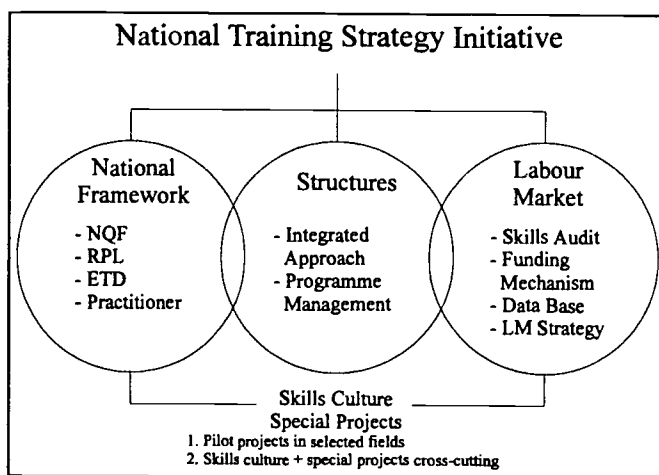 National Training Strategy Initiative
National
Framework
- NQF
- RPL
- ETD
- Practitioner
Structures
- Integrated
Approach
- Programme
Management
Labour
Market
- Skills Audit
- Funding
Mechanism
- Data Base
- LM Strategy
Skills Culture
Special Projects
1. Pilot projects in selected fields
2. Skills culture + special projects cross-cutting